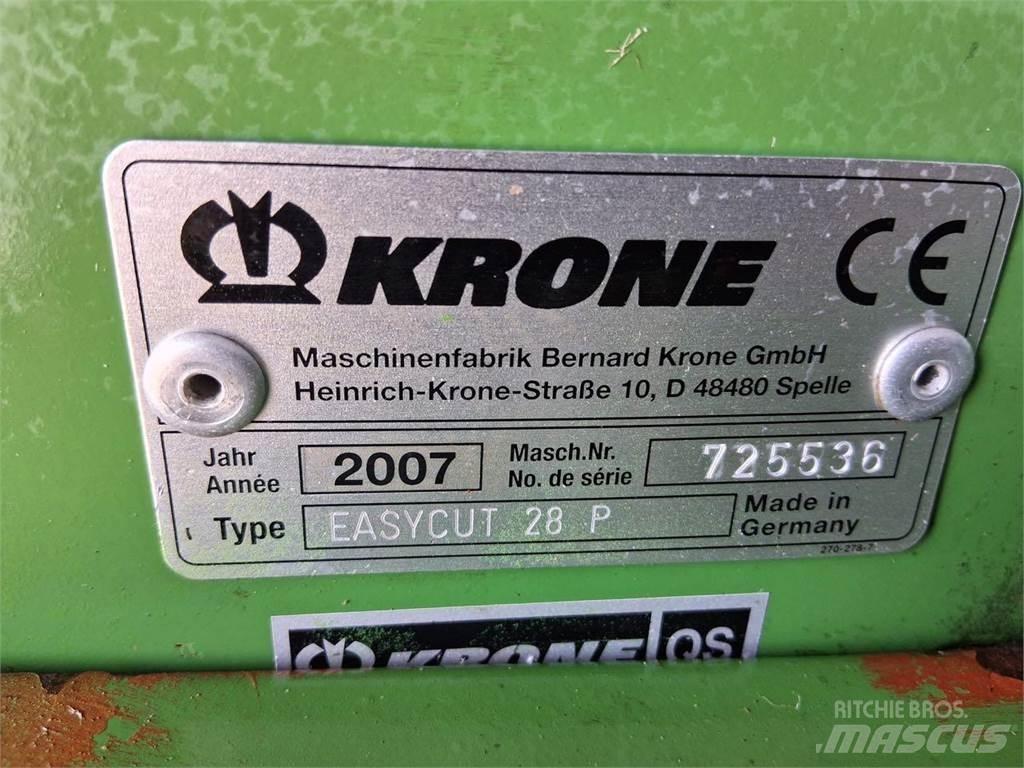 KRONE CE
Maschinenfabrik Bernard Krone GmbH
Heinrich-Krone-Straße 10, D 48480 Spelle
Jahr
Année
2007
Masch.Nr.
No. de série
725536
Type
EASYCUT 28 P
Made in
Germany
270-278-7
KRONE QS
RITCHIE BROS.
MASCUS